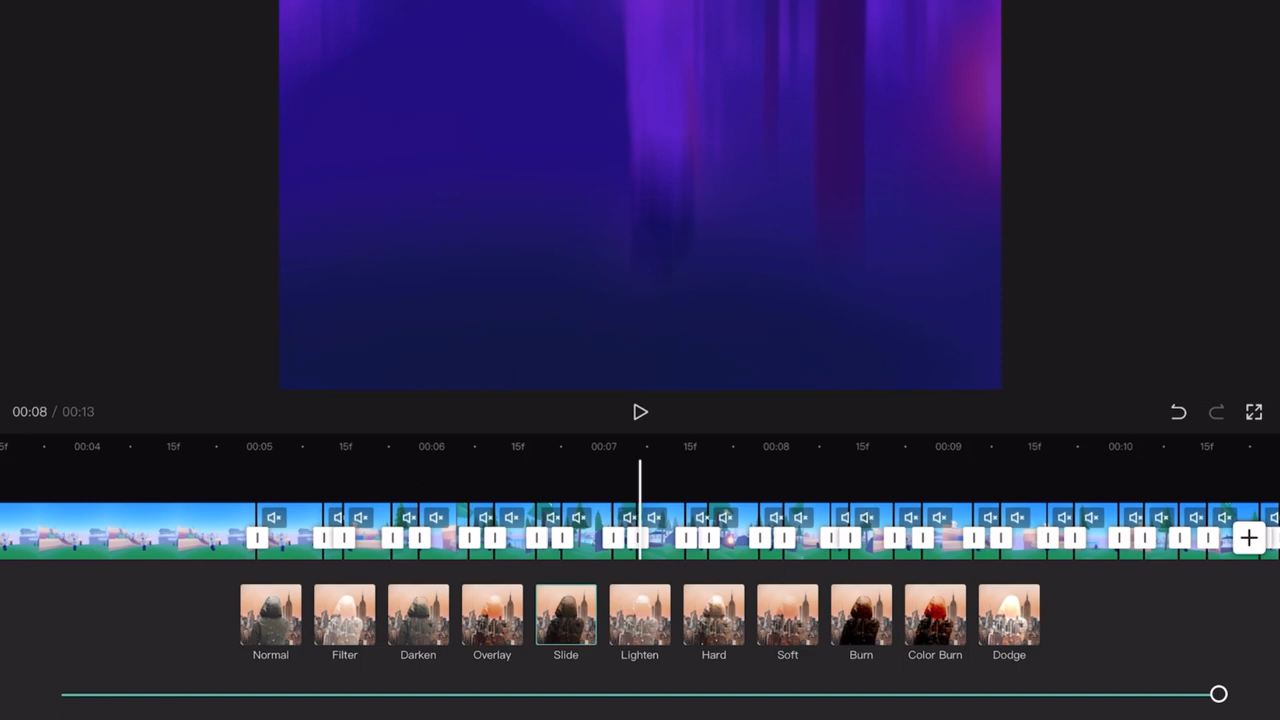 00:08 / 00:13
5f 00:04 15f 00:05 15f 00:06 15f 00:07 15f 00:08 15f 00:09 15f 00:10 15f
Normal Filter Darken Overlay Slide Lighten Hard Soft Burn Color Burn Dodge